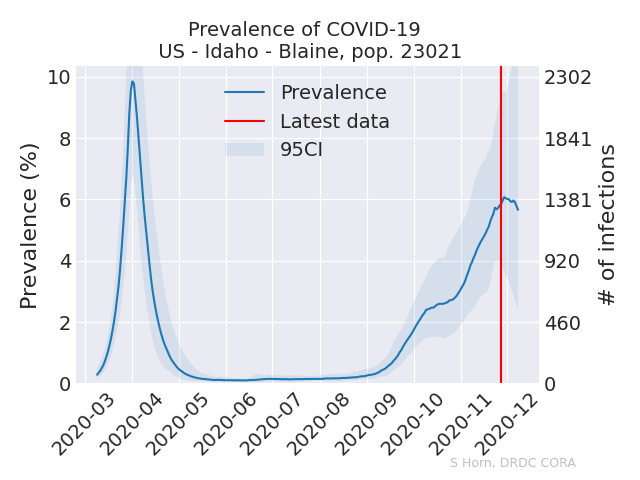 Prevalence of COVID-19
US - Idaho - Blaine, pop. 23021
Prevalence (%)
10
8
6
4
2
0
Prevalence
Latest data
95CI
2302
1841
1381
920
460
0
# of infections
2020-03
2020-04
2020-05
2020-06
2020-07
2020-08
2020-09
2020-10
2020-11
2020-12
S Horn, DRDC CORA